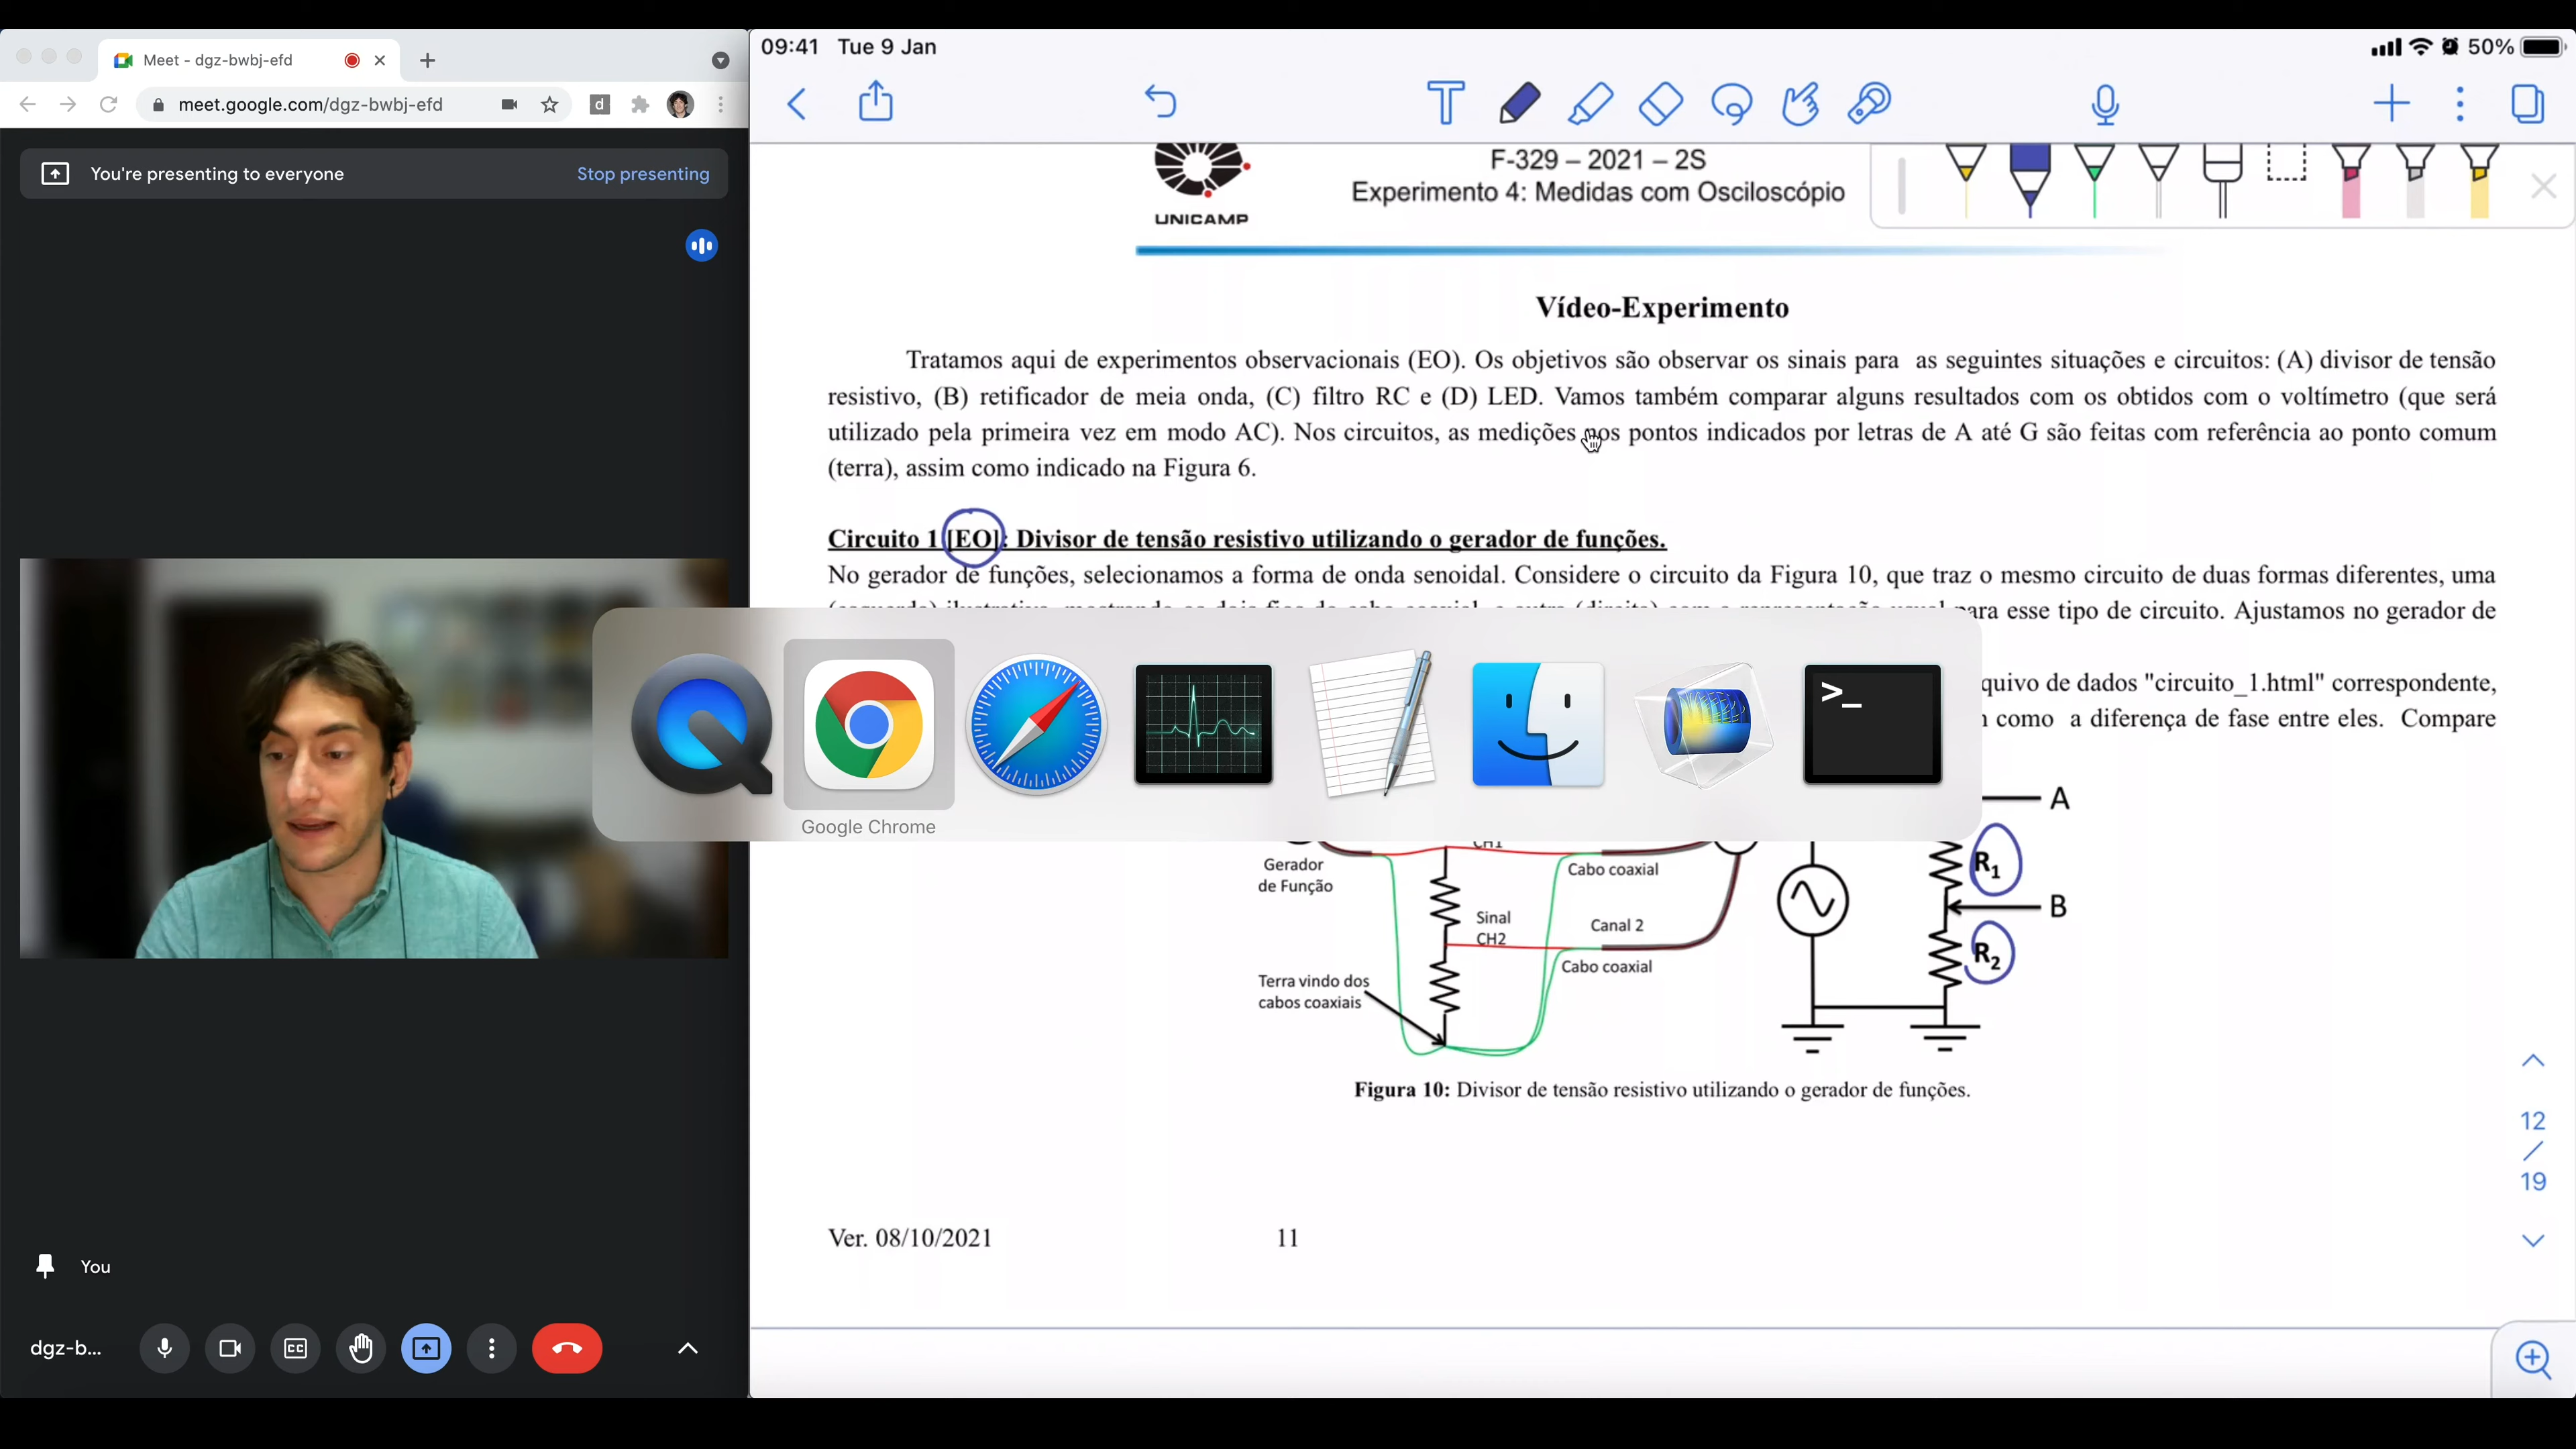 Meet - dgz-bwbj-efd
meet.google.com/dgz-bwbj-efd
d
You're presenting to everyone
Stop presenting
You
dgz-b...
CC
09:41 Tue 9 Jan
50%
T
UNICAMP
F-329 – 2021 – 2S
Experimento 4: Medidas com Osciloscópio
Vídeo-Experimento
Tratamos aqui de experimentos observacionais (EO). Os objetivos são observar os sinais para as seguintes situações e circuitos: (A) divisor de tensão
resistivo, (B) retificador de meia onda, (C) filtro RC e (D) LED. Vamos também comparar alguns resultados com os obtidos com o voltímetro (que será
utilizado pela primeira vez em modo AC). Nos circuitos, as medições nos pontos indicados por letras de A até G são feitas com referência ao ponto comum
(terra), assim como indicado na Figura 6.
Circuito 1 [EO]: Divisor de tensão resistivo utilizando o gerador de funções.
No gerador de funções, selecionamos a forma de onda senoidal. Considere o circuito da Figura 10, que traz o mesmo circuito de duas formas diferentes, uma
para esse tipo de circuito. Ajustamos no gerador de
de dados "circuito_1.html" correspondente,
como a diferença de fase entre eles. Compare
>_
Google Chrome
A
CH1
Gerador
de Função
Cabo coaxial
R1
Sinal
CH2
Canal 2
B
Cabo coaxial
R2
Terra vindo dos
cabos coaxiais
Figura 10: Divisor de tensão resistivo utilizando o gerador de funções.
12
/
19
Ver. 08/10/2021 11